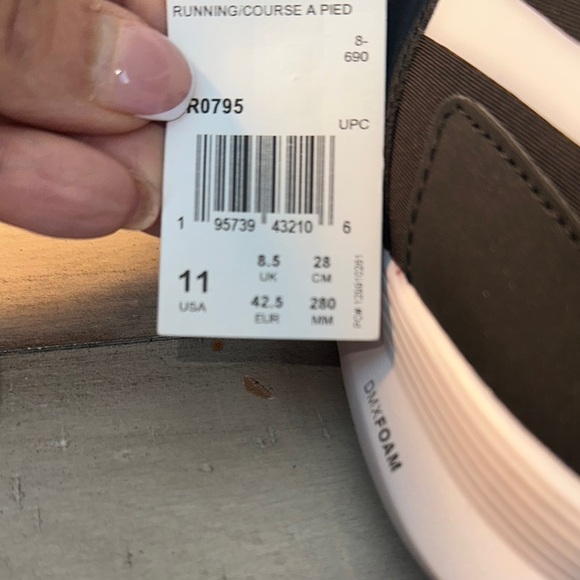 RUNNING/COURSE A PIED
8-
690
R0795
UPC
1 95739 43210 6
11
USA
8.5
UK
28
CM
42.5
EUR
280
MM
DMXFOAM